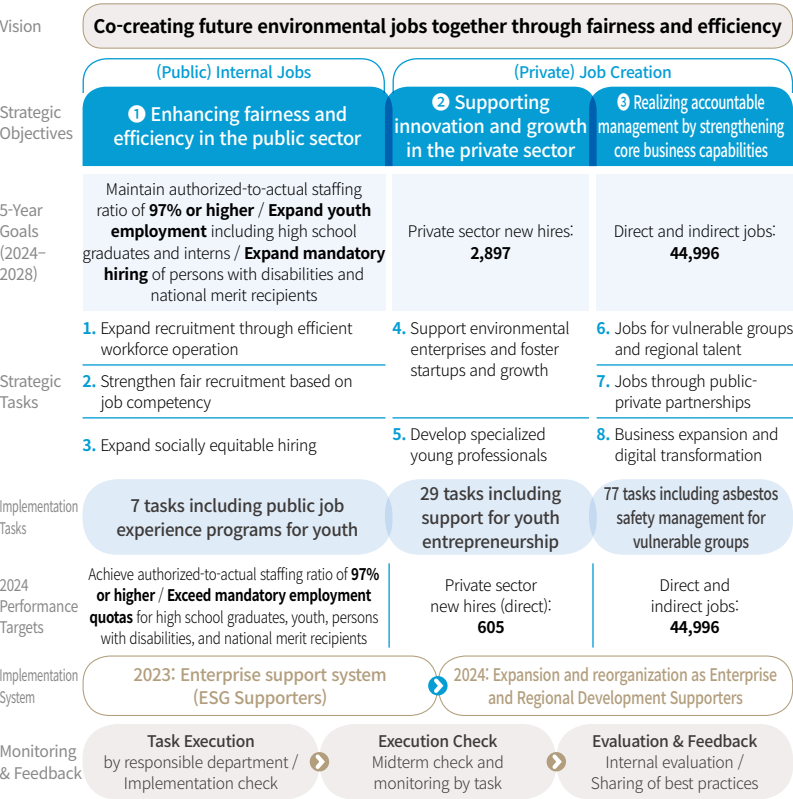 Vision
Co-creating future environmental jobs together through fairness and efficiency
(Public) Internal Jobs
(Private) Job Creation
Strategic
Objectives
❶ Enhancing fairness and
efficiency in the public sector
❷ Supporting
innovation and growth
in the private sector
❸ Realizing accountable
management by strengthening
core business capabilities
5-Year
Goals
(2024–
2028)
Maintain authorized-to-actual staffing
ratio of 97% or higher / Expand youth
employment including high school
graduates and interns / Expand mandatory
hiring of persons with disabilities and
national merit recipients
Private sector new hires:
2,897
Direct and indirect jobs:
44,996
Strategic
Tasks
1. Expand recruitment through efficient
workforce operation
2. Strengthen fair recruitment based on
job competency
3. Expand socially equitable hiring
4. Support environmental
enterprises and foster
startups and growth
5. Develop specialized
young professionals
6. Jobs for vulnerable groups
and regional talent
7. Jobs through public-
private partnerships
8. Business expansion and
digital transformation
Implementation
Tasks
7 tasks including public job
experience programs for youth
29 tasks including
support for youth
entrepreneurship
77 tasks including asbestos
safety management for
vulnerable groups
2024
Performance
Targets
Achieve authorized-to-actual staffing ratio of 97%
or higher / Exceed mandatory employment
quotas for high school graduates, youth, persons
with disabilities, and national merit recipients
Private sector
new hires (direct):
605
Direct and
indirect jobs:
44,996
Implementation
System
2023: Enterprise support system
(ESG Supporters)
2024: Expansion and reorganization as Enterprise
and Regional Development Supporters
Monitoring
& Feedback
Task Execution
by responsible department /
Implementation check
Execution Check
Midterm check and
monitoring by task
Evaluation & Feedback
Internal evaluation /
Sharing of best practices